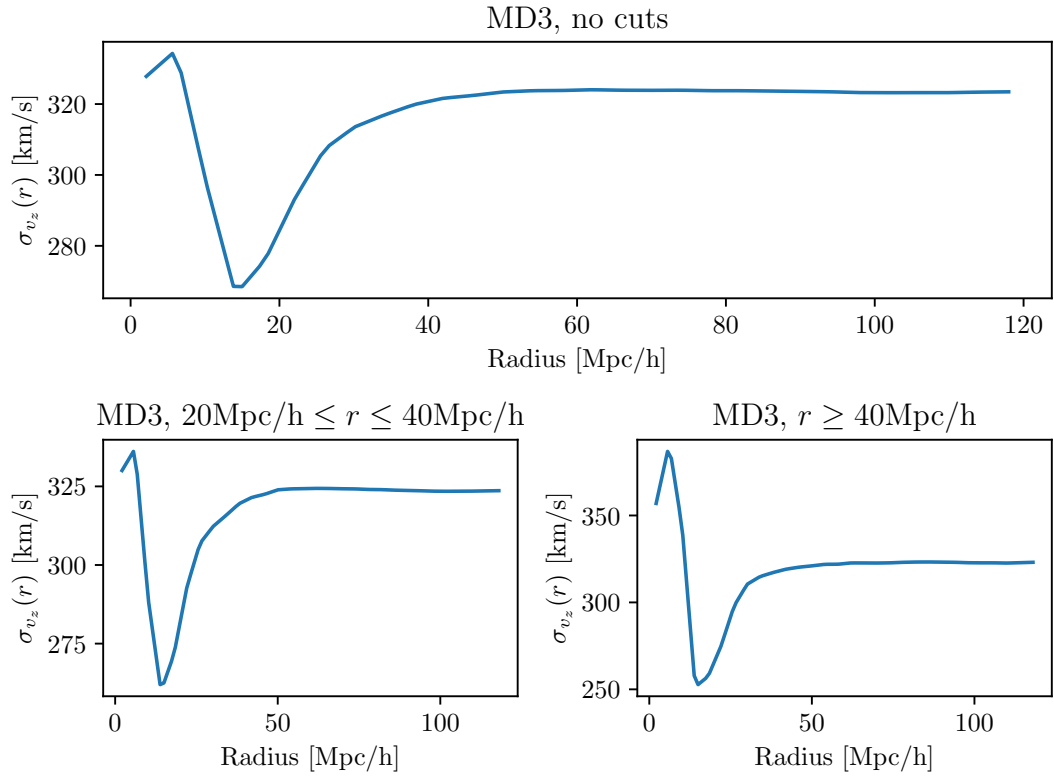 MD3, no cuts
σ_{v_z}(r) [km/s]
320
300
280
0 20 40 60 80 100 120
Radius [Mpc/h]
MD3, 20Mpc/h ≤ r ≤ 40Mpc/h
σ_{v_z}(r) [km/s]
325
300
275
0 50 100
Radius [Mpc/h]
MD3, r ≥ 40Mpc/h
σ_{v_z}(r) [km/s]
350
300
250
0 50 100
Radius [Mpc/h]